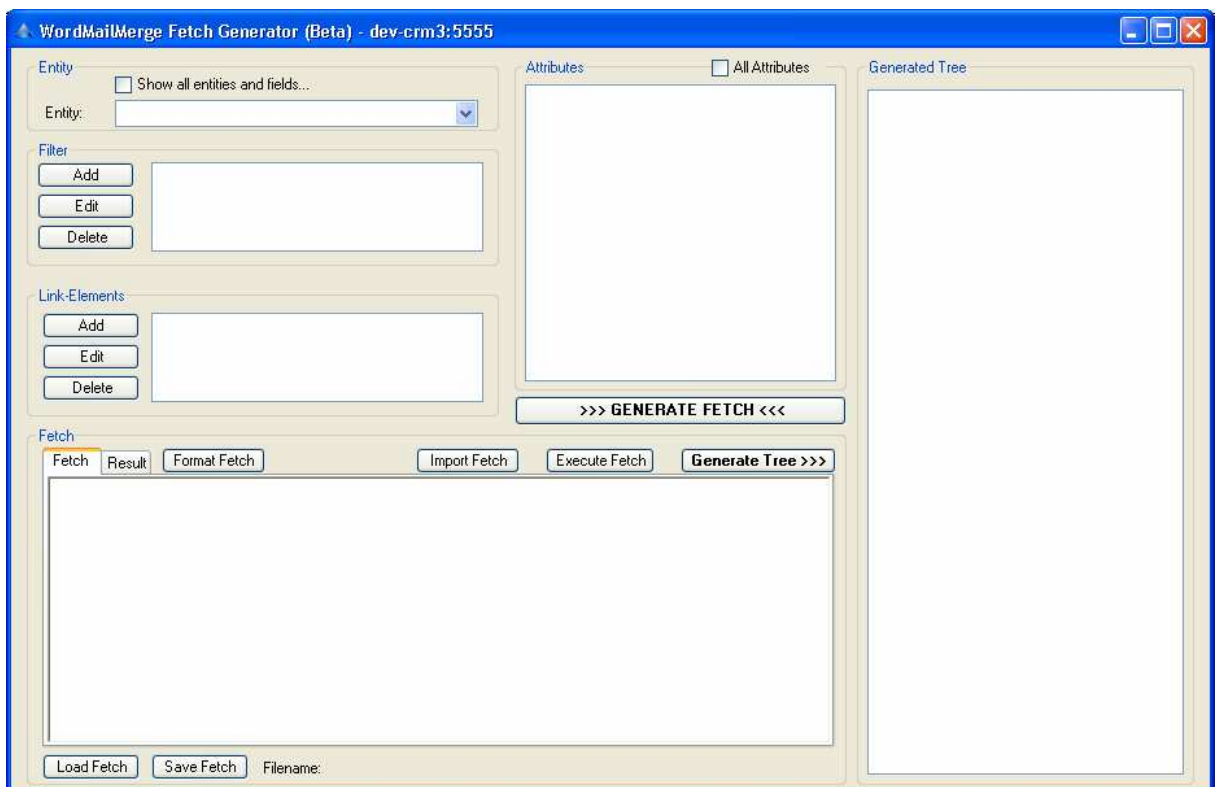 WordMailMerge Fetch Generator (Beta) - dev-crm3:5555
Entity
Show all entities and fields...
Entity:
Filter
Add
Edit
Delete
Link-Elements
Add
Edit
Delete
Attributes
All Attributes
>>> GENERATE FETCH <<<
Generated Tree
Fetch
Fetch Result Format Fetch Import Fetch Execute Fetch Generate Tree >>>
Load Fetch Save Fetch Filename: